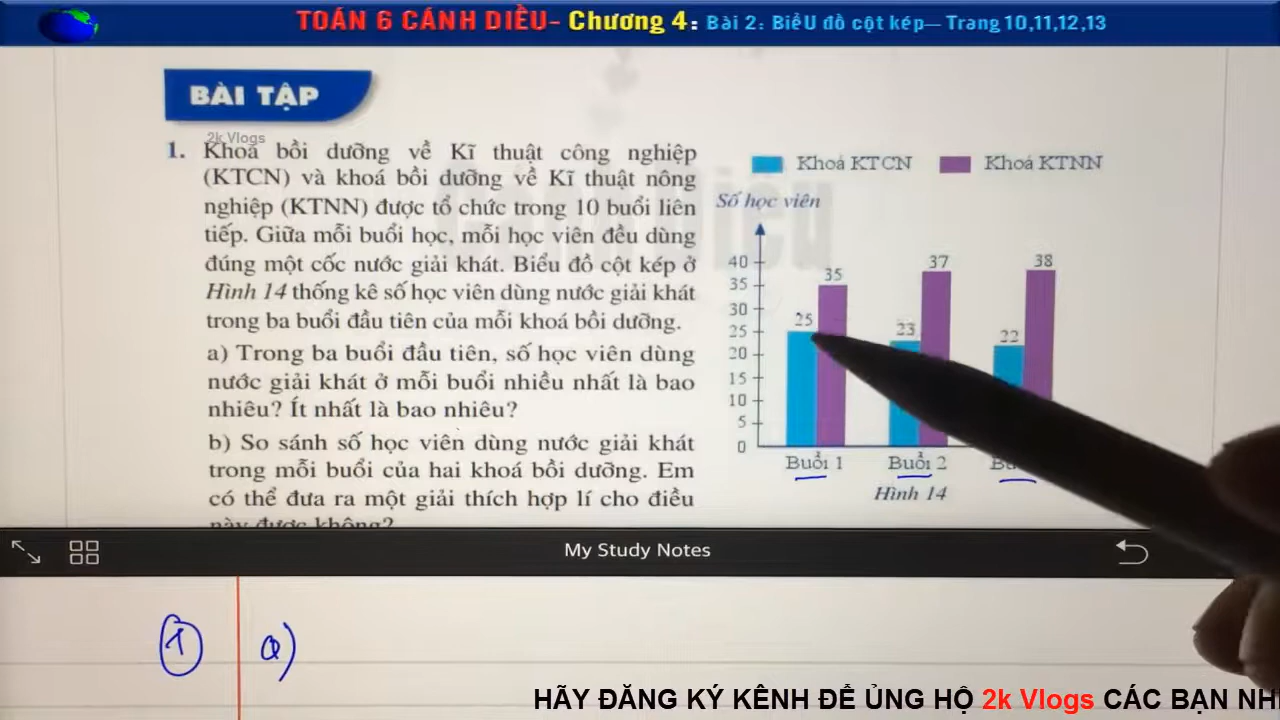 TOÁN 6 CÁNH DIỀU- Chương 4: Bài 2: BiểU đồ cột kép– Trang 10,11,12,13
BÀI TẬP
2k Vlogs
1. Khoá bồi dưỡng về Kĩ thuật công nghiệp
(KTCN) và khoá bồi dưỡng về Kĩ thuật nông
nghiệp (KTNN) được tổ chức trong 10 buổi liên
tiếp. Giữa mỗi buổi học, mỗi học viên đều dùng
đúng một cốc nước giải khát. Biểu đồ cột kép ở
Hình 14 thống kê số học viên dùng nước giải khát
trong ba buổi đầu tiên của mỗi khoá bồi dưỡng.
a) Trong ba buổi đầu tiên, số học viên dùng
nước giải khát ở mỗi buổi nhiều nhất là bao
nhiêu? Ít nhất là bao nhiêu?
b) So sánh số học viên dùng nước giải khát
trong mỗi buổi của hai khoá bồi dưỡng. Em
có thể đưa ra một giải thích hợp lí cho điều
này được không?
Khoá KTCN Khoá KTNN
Số học viên
40
35
30
25
20
15
10
5
0
25 35 23 37 22 38
Buổi 1 Buổi 2
Hình 14
My Study Notes
1 a)
HÃY ĐĂNG KÝ KÊNH ĐỂ ỦNG HỘ 2k Vlogs CÁC BẠN NH